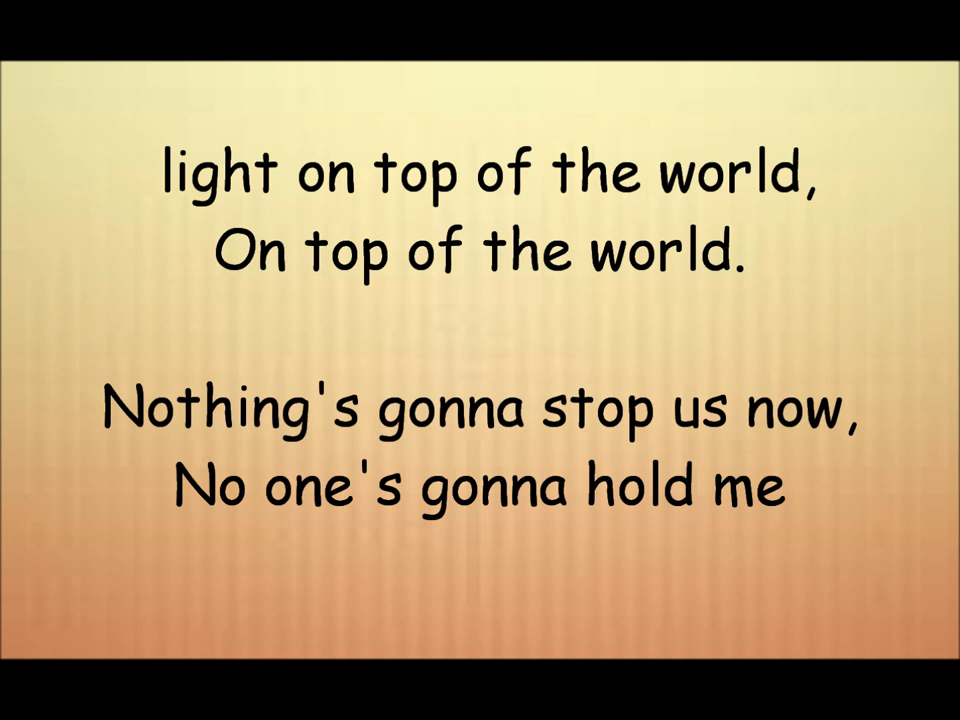 light on top of the world,
On top of the world.
Nothing's gonna stop us now,
No one's gonna hold me